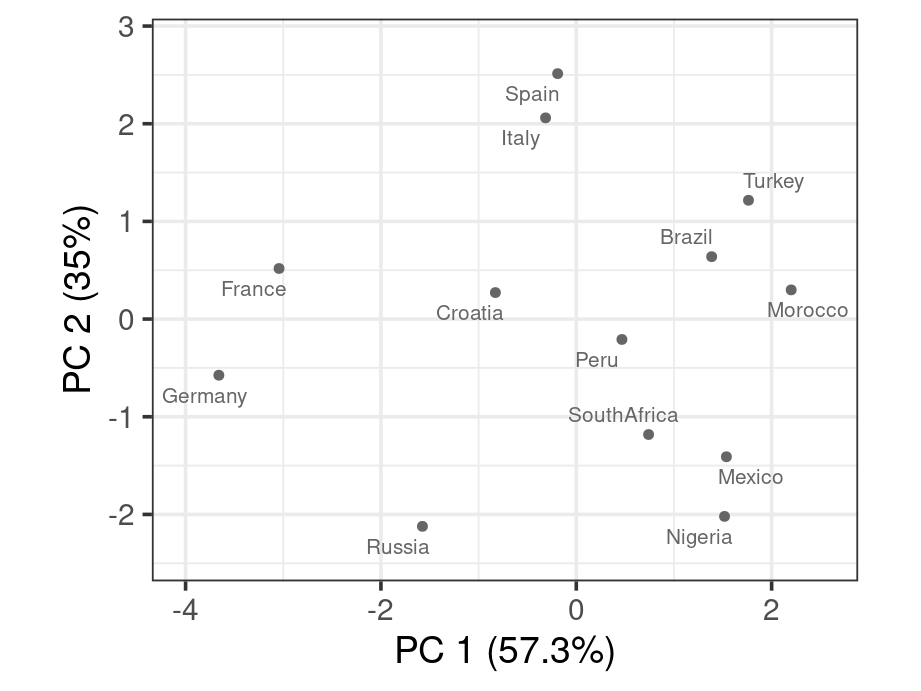 3
Spain
2
Italy
Turkey
1
Brazil
France
0
Croatia
Morocco
Peru
Germany
-1
SouthAfrica
Mexico
-2
Nigeria
Russia
PC 2 (35%)
-4
-2
0
2
PC 1 (57.3%)